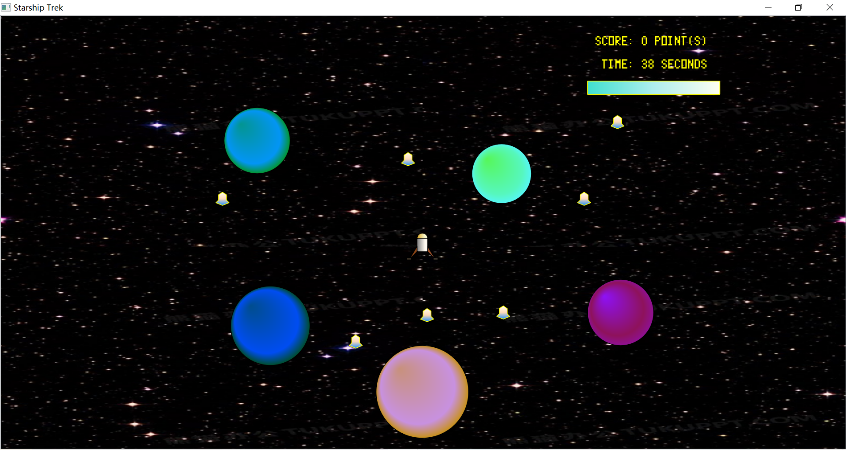 Starship Trek
SCORE: 0 POINT(S)
TIME: 38 SECONDS